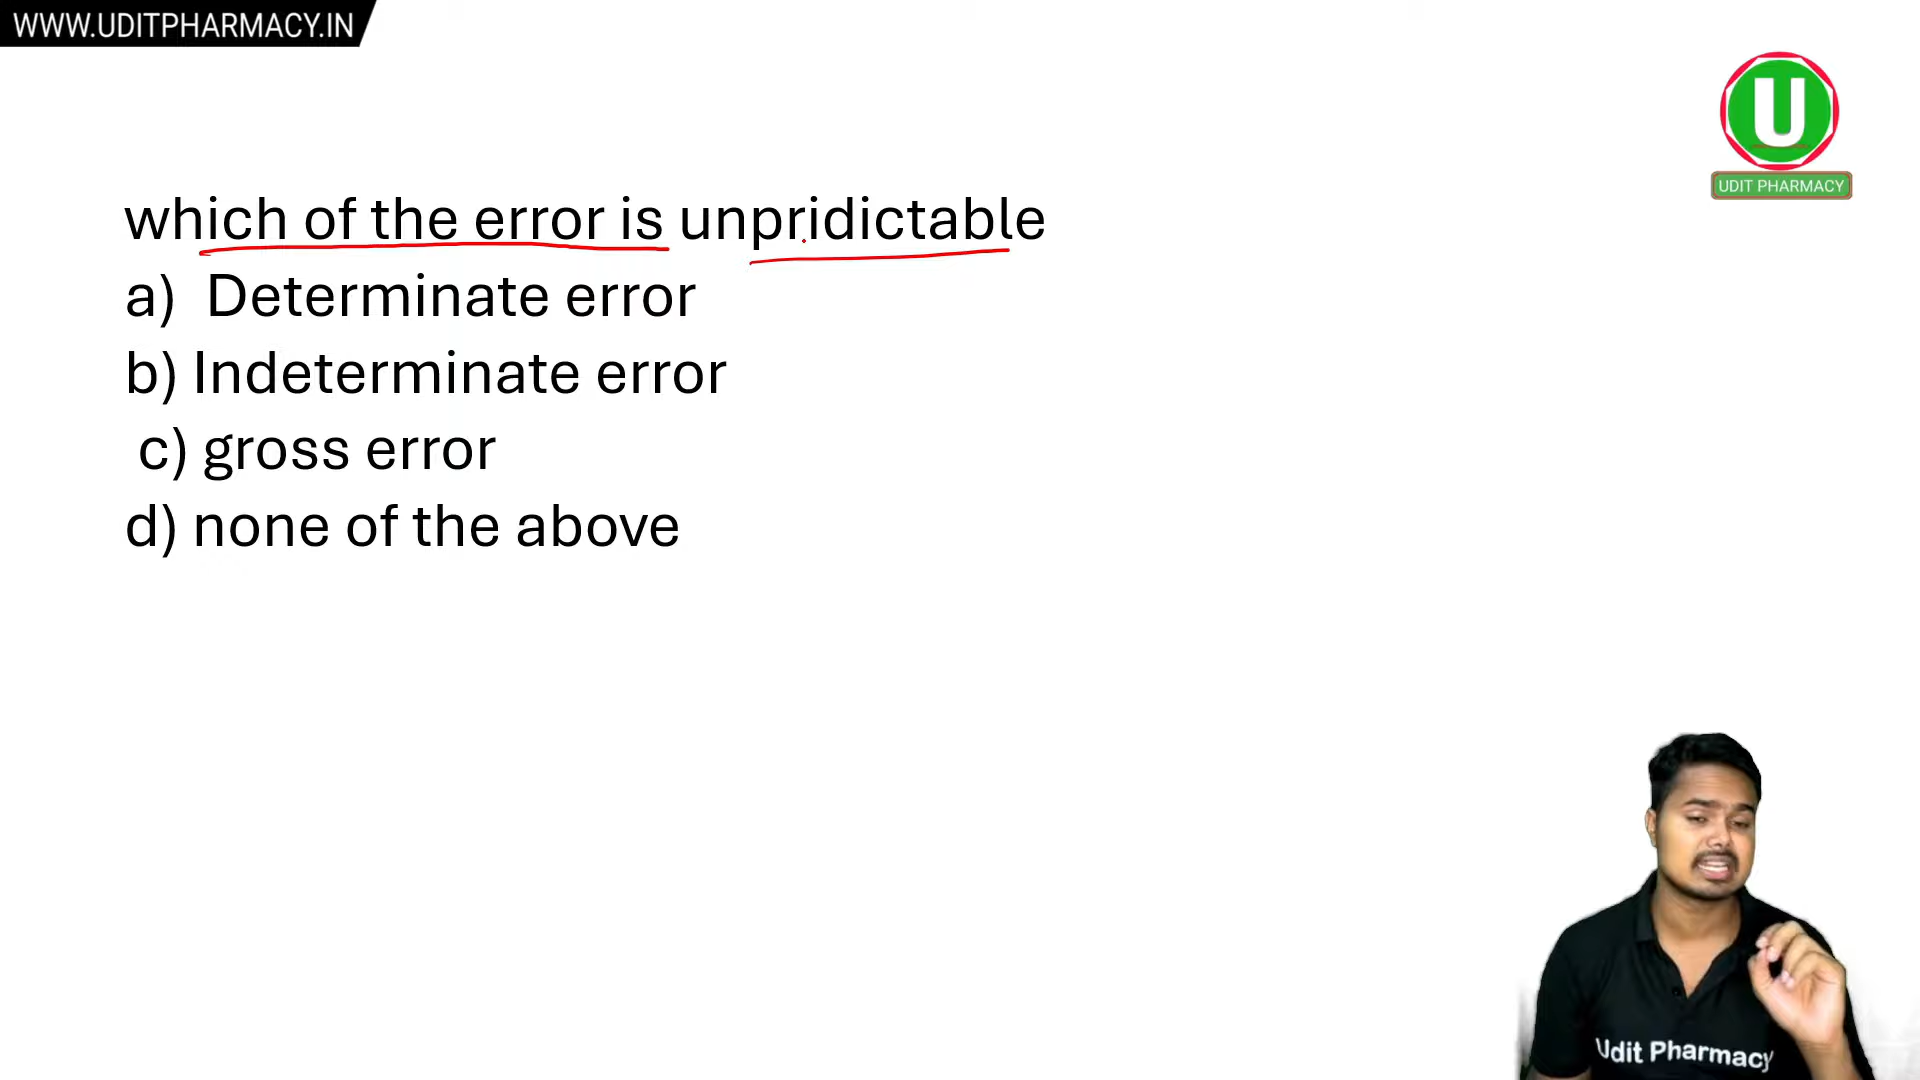 WWW.UDITPHARMACY.IN
U
UDIT PHARMACY
which of the error is unpridictable
a) Determinate error
b) Indeterminate error
c) gross error
d) none of the above
Udit Pharmacy